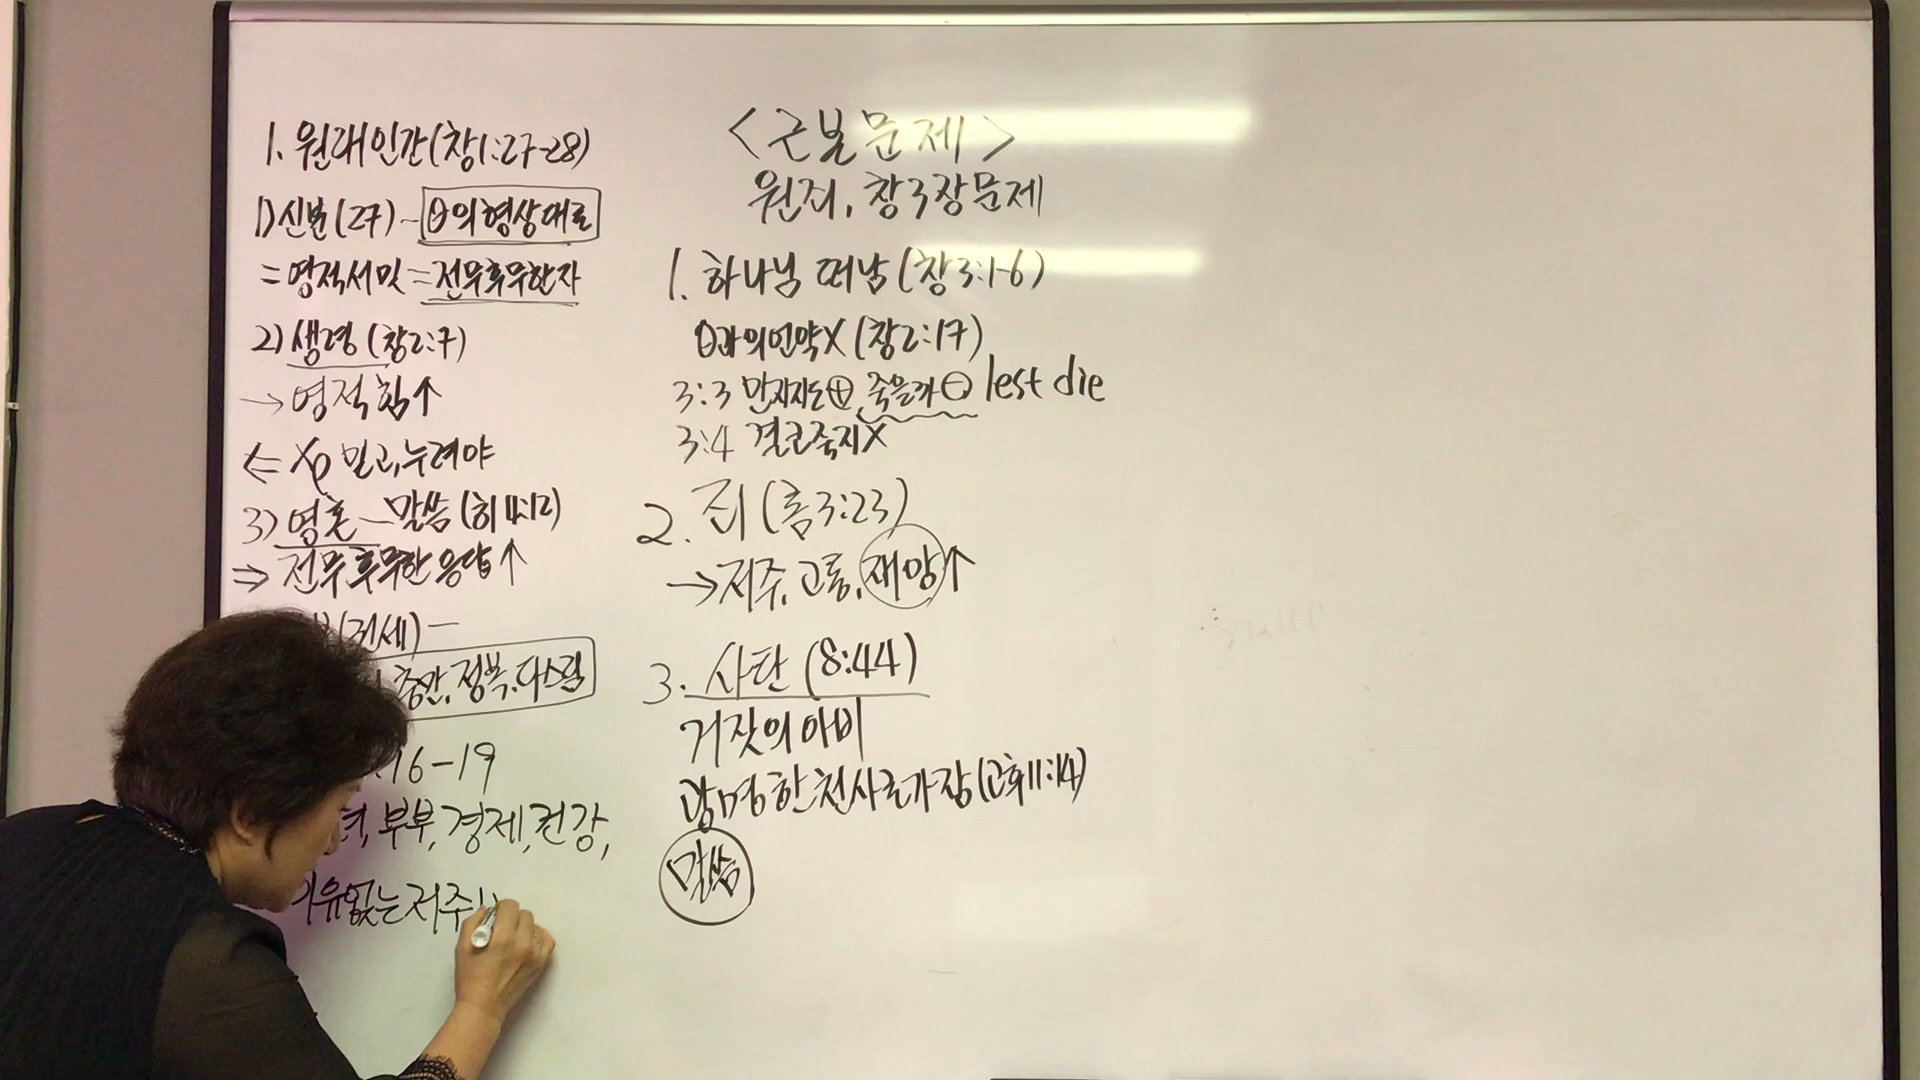 1. 원래인간(창1:27-28)
1) 신분(27) - θ의 형상대로
= 영적서밋 = 전무후무한자
2) 생령 (창2:7)
→ 영적힘↑
⇐ Xp 믿고, 누려야
3) 영혼 - 말씀 (히 4:12)
⇒ 전무후무한 응답↑
(권세) -
충만, 정복, 다스림
16-19
부부, 경제, 건강,
이유없는저주
<근본문제>
원죄, 창3장문제
1. 하나님 떠남 (창3:1-6)
θ과의언약X (창2:17)
3:3 만지지도⊕, 죽을까⊖ lest die
3:4 결코죽지X
2. 죄 (롬3:23)
→ 저주, 고통, 재앙↑
3. 사단 (8:44)
거짓의아비
광명한천사로가장(고후11:14)
말씀